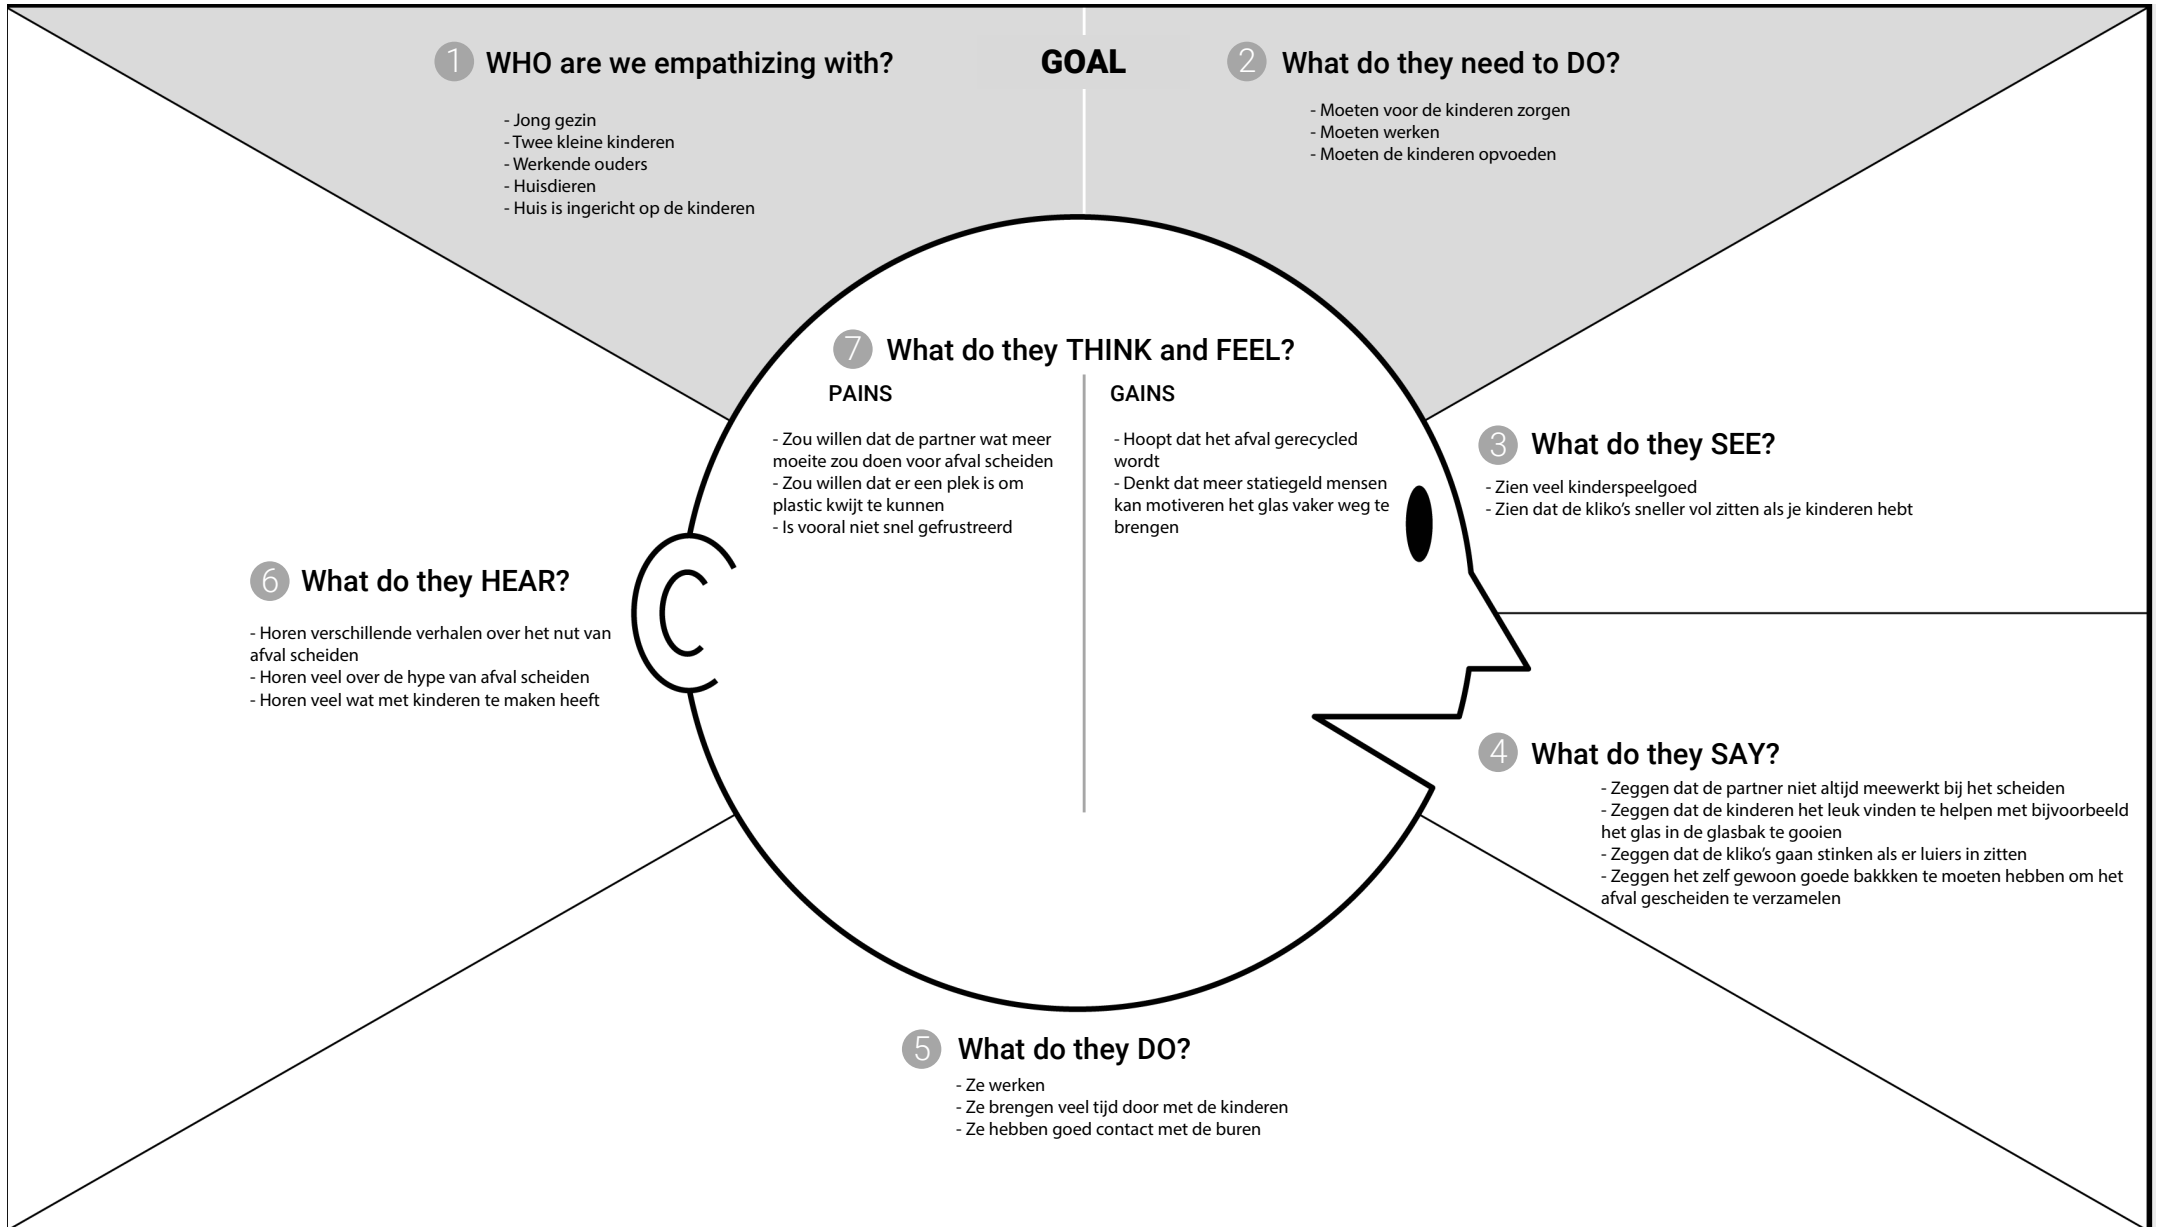 1 WHO are we empathizing with?
- Jong gezin
- Twee kleine kinderen
- Werkende ouders
- Huisdieren
- Huis is ingericht op de kinderen
GOAL
2 What do they need to DO?
- Moeten voor de kinderen zorgen
- Moeten werken
- Moeten de kinderen opvoeden
3 What do they SEE?
- Zien veel kinderspeelgoed
- Zien dat de kliko's sneller vol zitten als je kinderen hebt
4 What do they SAY?
- Zeggen dat de partner niet altijd meewerkt bij het scheiden
- Zeggen dat de kinderen het leuk vinden te helpen met bijvoorbeeld
het glas in de glasbak te gooien
- Zeggen dat de kliko's gaan stinken als er luiers in zitten
- Zeggen het zelf gewoon goede bakkken te moeten hebben om het
afval gescheiden te verzamelen
5 What do they DO?
- Ze werken
- Ze brengen veel tijd door met de kinderen
- Ze hebben goed contact met de buren
6 What do they HEAR?
- Horen verschillende verhalen over het nut van
afval scheiden
- Horen veel over de hype van afval scheiden
- Horen veel wat met kinderen te maken heeft
7 What do they THINK and FEEL?
PAINS
- Zou willen dat de partner wat meer
moeite zou doen voor afval scheiden
- Zou willen dat er een plek is om
plastic kwijt te kunnen
- Is vooral niet snel gefrustreerd
GAINS
- Hoopt dat het afval gerecycled
wordt
- Denkt dat meer statiegeld mensen
kan motiveren het glas vaker weg te
brengen